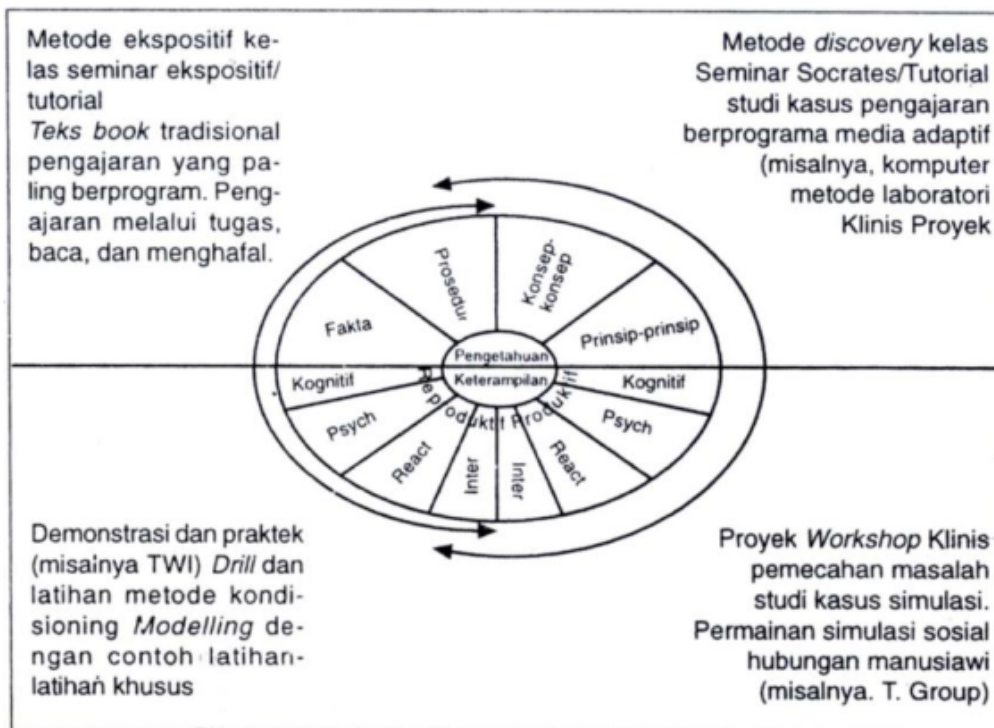 Metode ekspositif ke-
las seminar ekspositif/
tutorial
Teks book tradisional
pengajaran yang pa-
ling berprogram. Peng-
ajaran melalui tugas,
baca, dan menghafal.
Metode discovery kelas
Seminar Socrates/Tutorial
studi kasus pengajaran
berprograma media adaptif
(misalnya, komputer
metode laboratori
Klinis Proyek
Fakta
Prosedur
Konsep-
konsep
Prinsip-prinsip
Pengelahuan
Keterampilan
Reproduktif Produktif
Kognitif
Psych
React
Inter
Inter
React
Psych
Kognitif
Demonstrasi dan praktek
(misainya TWI) Drill dan
latihan metode kondi-
sioning Modelling de-
ngan contoh latihan-
latihan khusus
Proyek Workshop Klinis
pemecahan masalah
studi kasus simulasi.
Permainan simulasi sosial
hubungan manusiawi
(misalnya. T. Group)